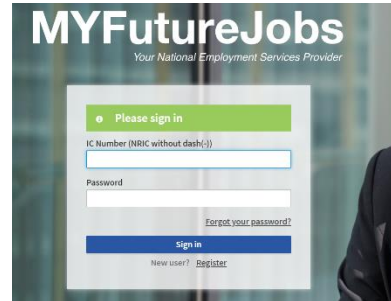 MYFutureJobs
Your National Employment Services Provider
Please sign in
IC Number (NRIC without dash(-))
Password
Forgot your password?
Sign in
New user? Register